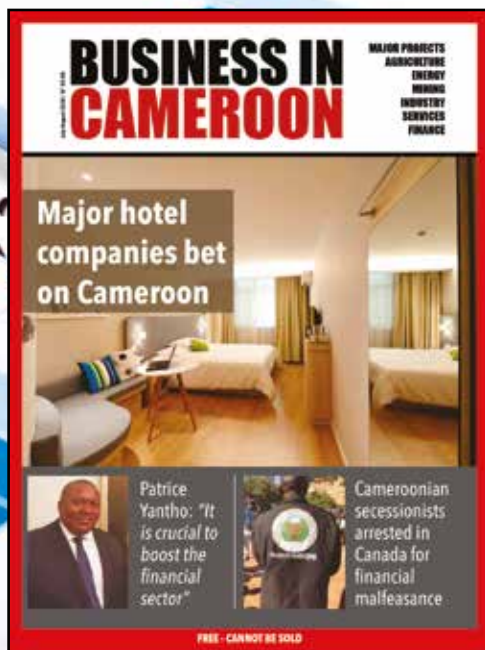 BUSINESS IN
CAMEROON
MAJOR PROJECTS
AGRICULTURE
ENERGY
MINING
INDUSTRY
SERVICES
FINANCE
Major hotel
companies bet
on Cameroon
Patrice
Yantho: "It
is crucial to
boost the
financial
sector"
Cameroonian
secessionists
arrested in
Canada for
financial
malfeasance
FREE - CANNOT BE SOLD